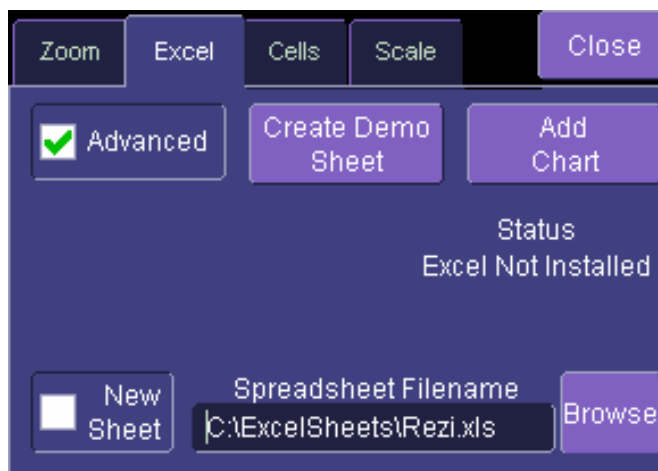 Zoom Excel Cells Scale Close
Advanced
Create Demo
Sheet
Add
Chart
Status
Excel Not Installed
New
Sheet
Spreadsheet Filename
C:\ExcelSheets\Rezi.xls
Browse